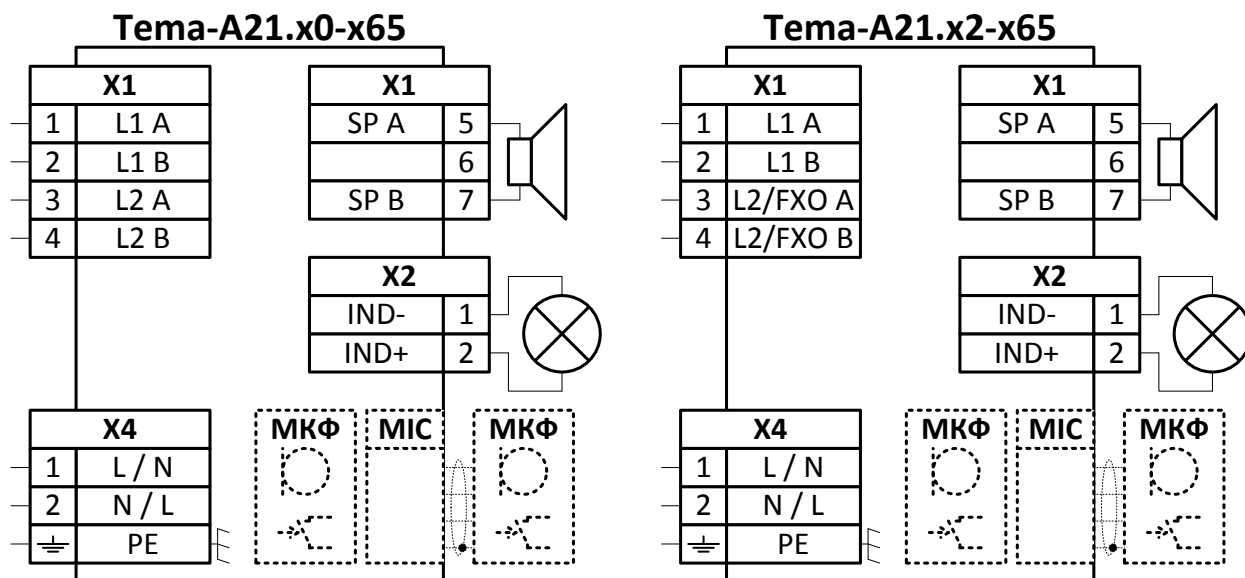 Tema-A21.x0-x65
X1
1 L1 A
2 L1 B
3 L2 A
4 L2 B
X1
SP A 5
6
SP B 7
X2
IND- 1
IND+ 2
X4
1 L / N
2 N / L
PE
МКФ MIC МКФ
Tema-A21.x2-x65
X1
1 L1 A
2 L1 B
3 L2/FXO A
4 L2/FXO B
X1
SP A 5
6
SP B 7
X2
IND- 1
IND+ 2
X4
1 L / N
2 N / L
PE
МКФ MIC МКФ